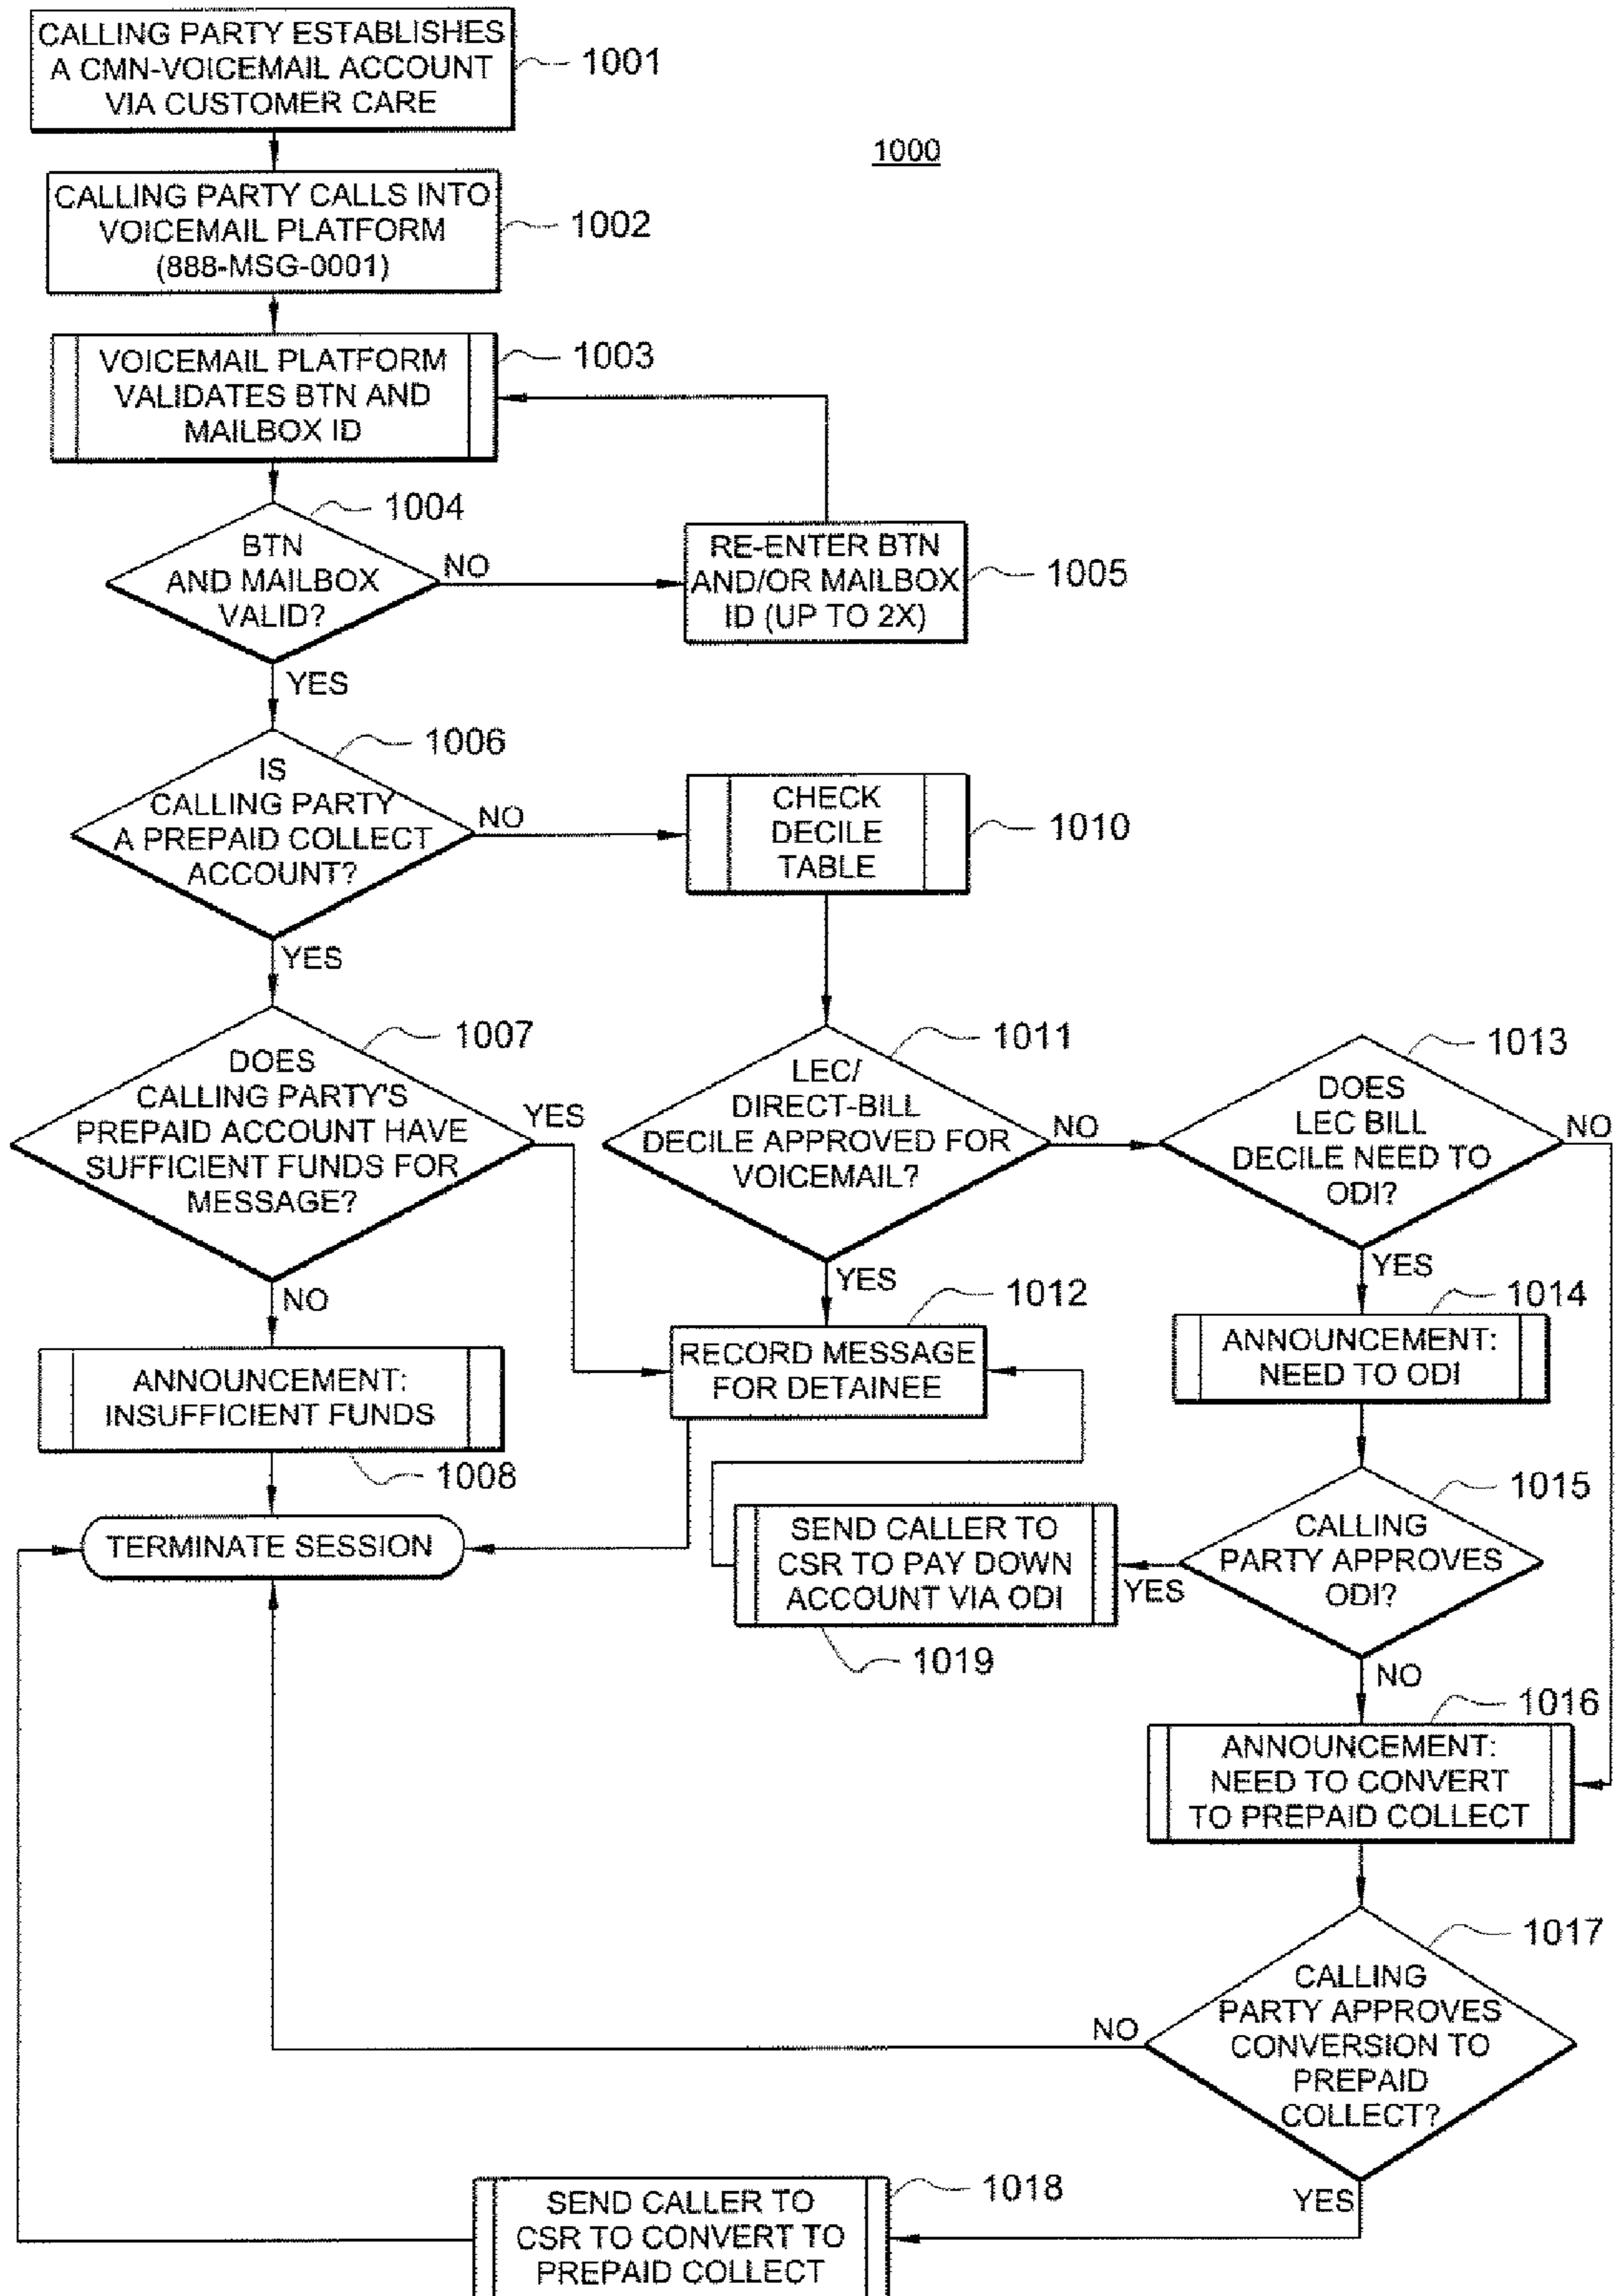 CALLING PARTY ESTABLISHES
A CMN-VOICEMAIL ACCOUNT
VIA CUSTOMER CARE
1001
1000
CALLING PARTY CALLS INTO
VOICEMAIL PLATFORM
(888-MSG-0001)
1002
VOICEMAIL PLATFORM
VALIDATES BTN AND
MAILBOX ID
1003
1004
BTN
AND MAILBOX
VALID?
NO
YES
RE-ENTER BTN
AND/OR MAILBOX
ID (UP TO 2X)
1005
1006
IS
CALLING PARTY
A PREPAID COLLECT
ACCOUNT?
NO
YES
CHECK
DECILE
TABLE
1010
1007
DOES
CALLING PARTY'S
PREPAID ACCOUNT HAVE
SUFFICIENT FUNDS FOR
MESSAGE?
YES
NO
1011
LEC/
DIRECT-BILL
DECILE APPROVED FOR
VOICEMAIL?
NO
YES
1013
DOES
LEC BILL
DECILE NEED TO
ODI?
NO
YES
1012
RECORD MESSAGE
FOR DETAINEE
1014
ANNOUNCEMENT:
NEED TO ODI
ANNOUNCEMENT:
INSUFFICIENT FUNDS
1008
TERMINATE SESSION
SEND CALLER TO
CSR TO PAY DOWN
ACCOUNT VIA ODI
1019
1015
CALLING
PARTY APPROVES
ODI?
YES
NO
1016
ANNOUNCEMENT:
NEED TO CONVERT
TO PREPAID COLLECT
1017
CALLING
PARTY APPROVES
CONVERSION TO
PREPAID
COLLECT?
NO
YES
1018
SEND CALLER TO
CSR TO CONVERT TO
PREPAID COLLECT